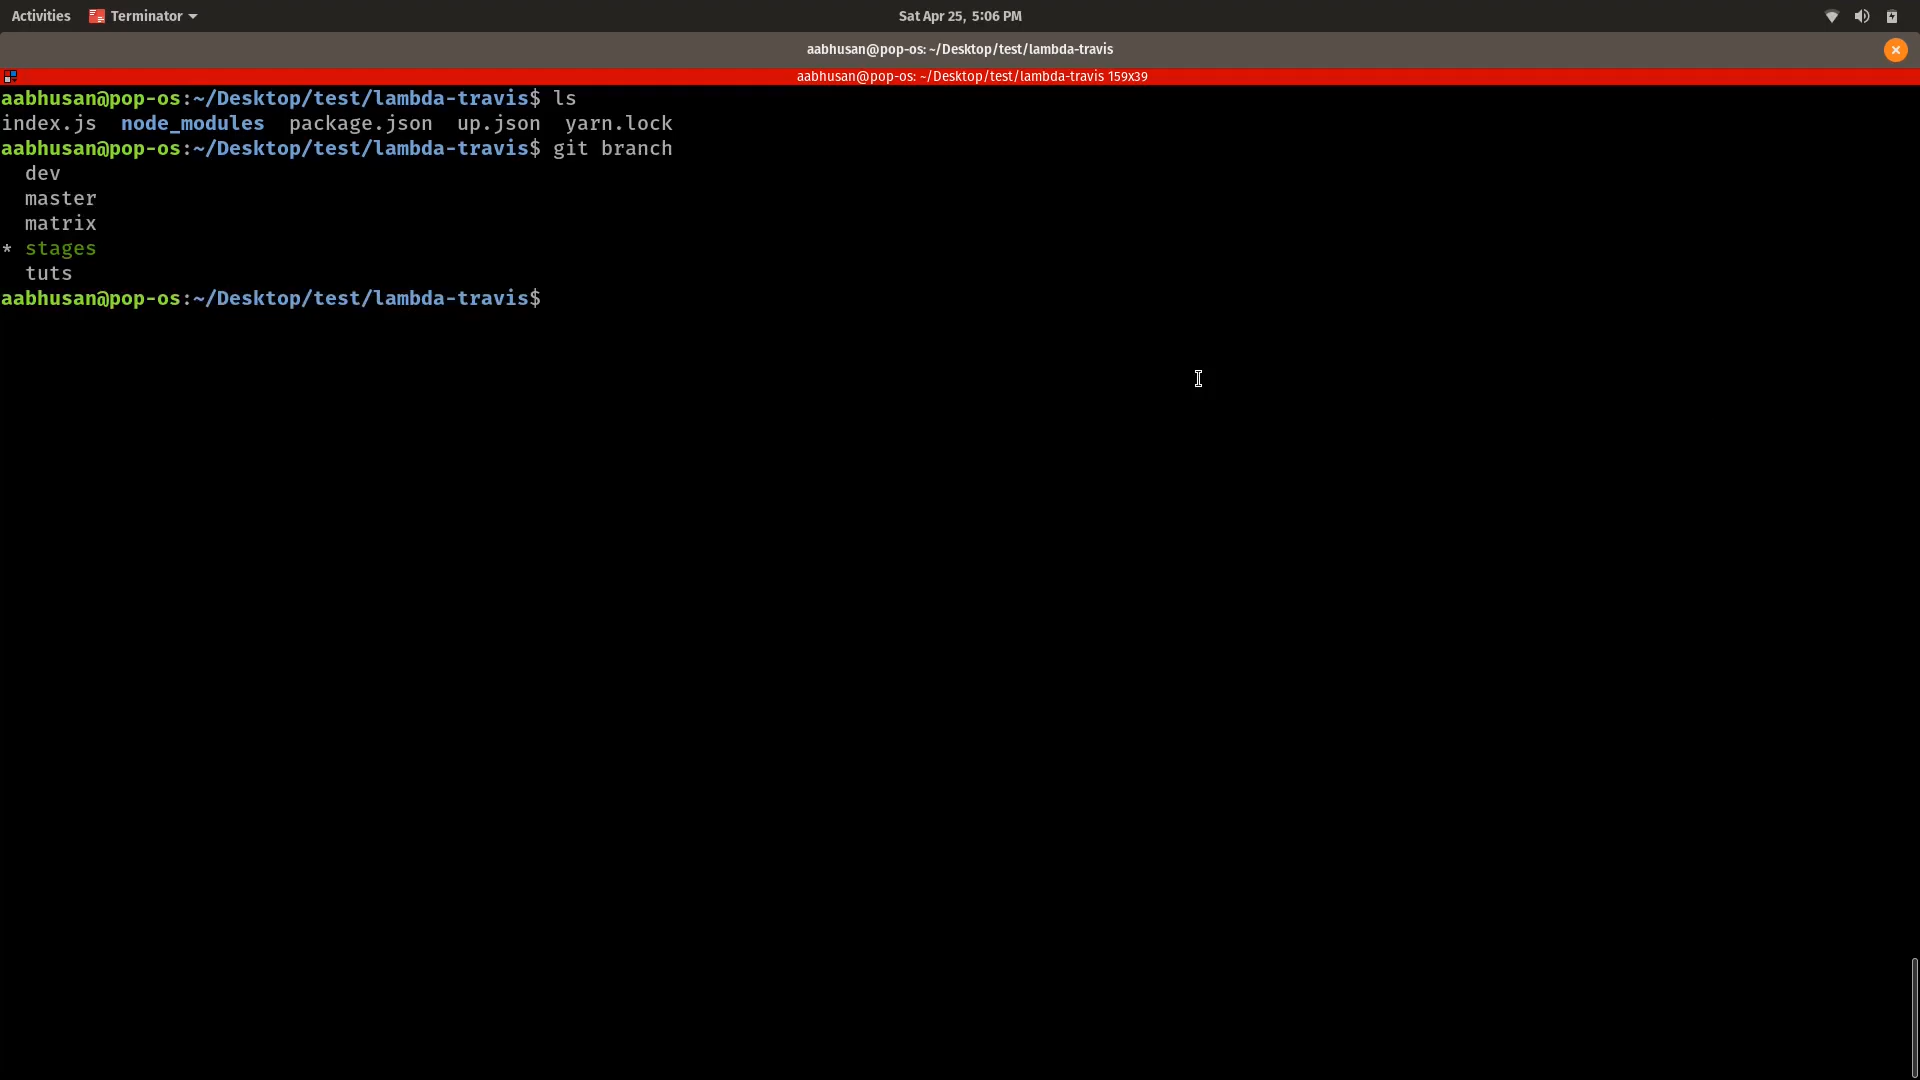 Activities Terminator Sat Apr 25, 5:06 PM
aabhusan@pop-os: ~/Desktop/test/lambda-travis
aabhusan@pop-os: ~/Desktop/test/lambda-travis 159x39
aabhusan@pop-os:~/Desktop/test/lambda-travis$ ls
index.js  node_modules  package.json  up.json  yarn.lock
aabhusan@pop-os:~/Desktop/test/lambda-travis$ git branch
  dev
  master
  matrix
* stages
  tuts
aabhusan@pop-os:~/Desktop/test/lambda-travis$